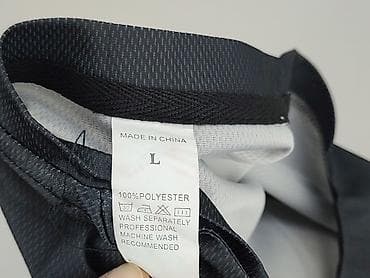 MADE IN CHINA
L
100%POLYESTER
WASH SEPARATELY
PROFESSIONAL
MACHINE WASH
RECOMMENDED